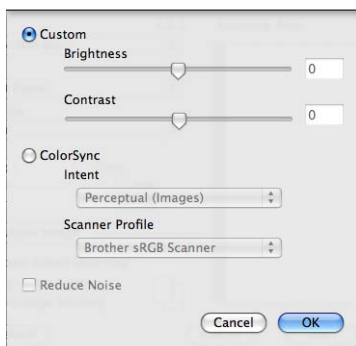 Custom
Brightness
0
Contrast
0
ColorSync
Intent
Perceptual (Images)
Scanner Profile
Brother sRGB Scanner
Reduce Noise
Cancel OK